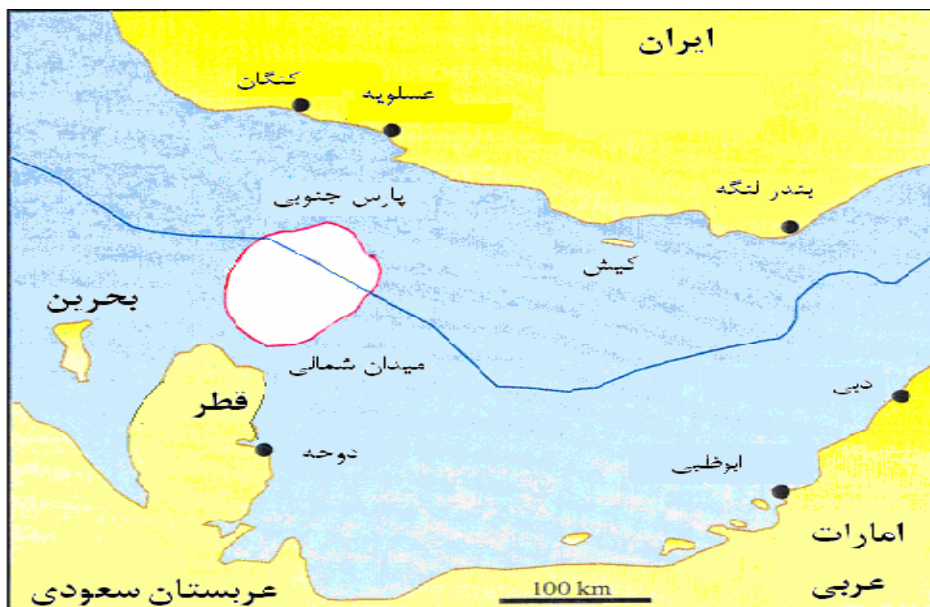 ایران
کنگان
عسلویه
بندر لنگه
پارس جنوبی
کیش
بحرین
میدان شمالی
دبی
قطر
دوحه
ابوظبی
امارات
عربی
عربستان سعودی
100 km